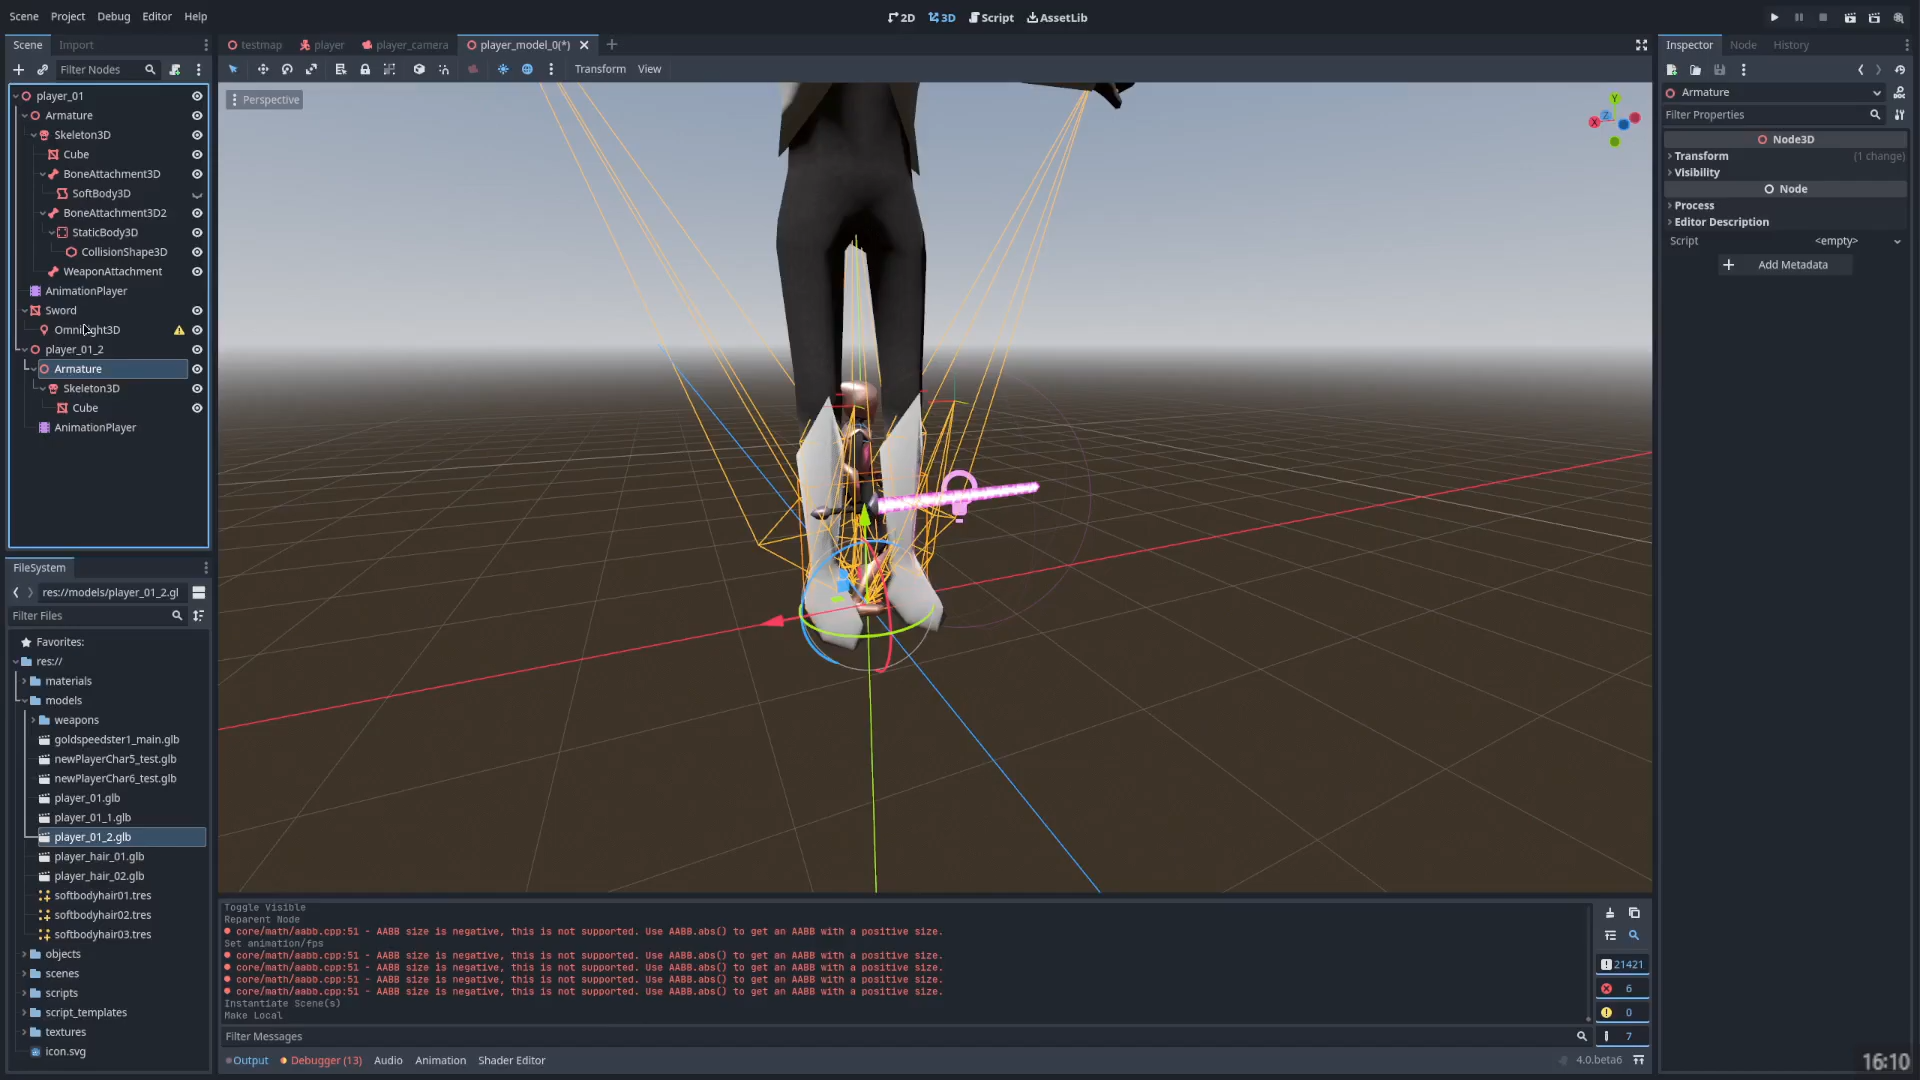 Scene Project Debug Editor Help
2D 3D Script AssetLib
Scene Import
testmap player player_camera player_model_0(*)
Inspector Node History
Filter Nodes
Transform View
Armature
Filter Properties
Perspective
Y
X
Z
player_01
Armature
Skeleton3D
Cube
BoneAttachment3D
SoftBody3D
BoneAttachment3D2
StaticBody3D
CollisionShape3D
WeaponAttachment
AnimationPlayer
Sword
player_01_2
Armature
Skeleton3D
Cube
AnimationPlayer
Node3D
Transform (1 change)
Visibility
Node
Process
Editor Description
Script <empty>
Add Metadata
FileSystem
res://models/player_01_2.gl
Filter Files
Favorites:
res://
materials
models
weapons
goldspeedster1_main.glb
newPlayerChar5_test.glb
newPlayerChar6_test.glb
player_01.glb
player_01_1.glb
player_01_2.glb
player_hair_01.glb
player_hair_02.glb
softbodyhair01.tres
softbodyhair02.tres
softbodyhair03.tres
objects
scenes
scripts
script_templates
textures
icon.svg
Toggle Visible
Reparent Node
core/math/aabb.cpp:51 - AABB size is negative, this is not supported. Use AABB.abs() to get an AABB with a positive size.
Set animation/fps
core/math/aabb.cpp:51 - AABB size is negative, this is not supported. Use AABB.abs() to get an AABB with a positive size.
core/math/aabb.cpp:51 - AABB size is negative, this is not supported. Use AABB.abs() to get an AABB with a positive size.
core/math/aabb.cpp:51 - AABB size is negative, this is not supported. Use AABB.abs() to get an AABB with a positive size.
core/math/aabb.cpp:51 - AABB size is negative, this is not supported. Use AABB.abs() to get an AABB with a positive size.
Instantiate Scene(s)
Make Local
21421
6
0
7
Filter Messages
Output Debugger (13) Audio Animation Shader Editor
4.0.beta6
16:10